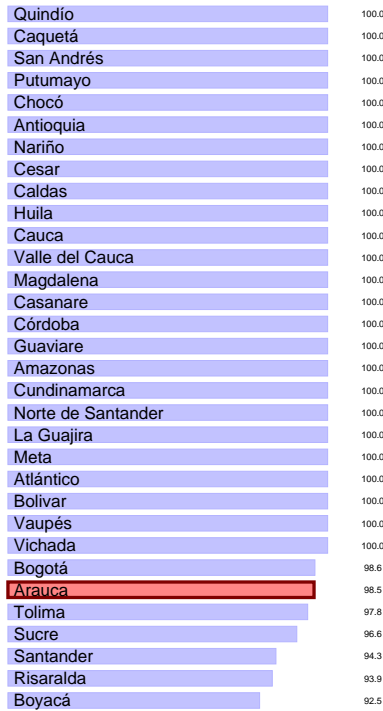 Quindío 100.0
Caquetá 100.0
San Andrés 100.0
Putumayo 100.0
Chocó 100.0
Antioquia 100.0
Nariño 100.0
Cesar 100.0
Caldas 100.0
Huila 100.0
Cauca 100.0
Valle del Cauca 100.0
Magdalena 100.0
Casanare 100.0
Córdoba 100.0
Guaviare 100.0
Amazonas 100.0
Cundinamarca 100.0
Norte de Santander 100.0
La Guajira 100.0
Meta 100.0
Atlántico 100.0
Bolivar 100.0
Vaupés 100.0
Vichada 100.0
Bogotá 98.6
Arauca 98.5
Tolima 97.8
Sucre 96.6
Santander 94.3
Risaralda 93.9
Boyacá 92.5